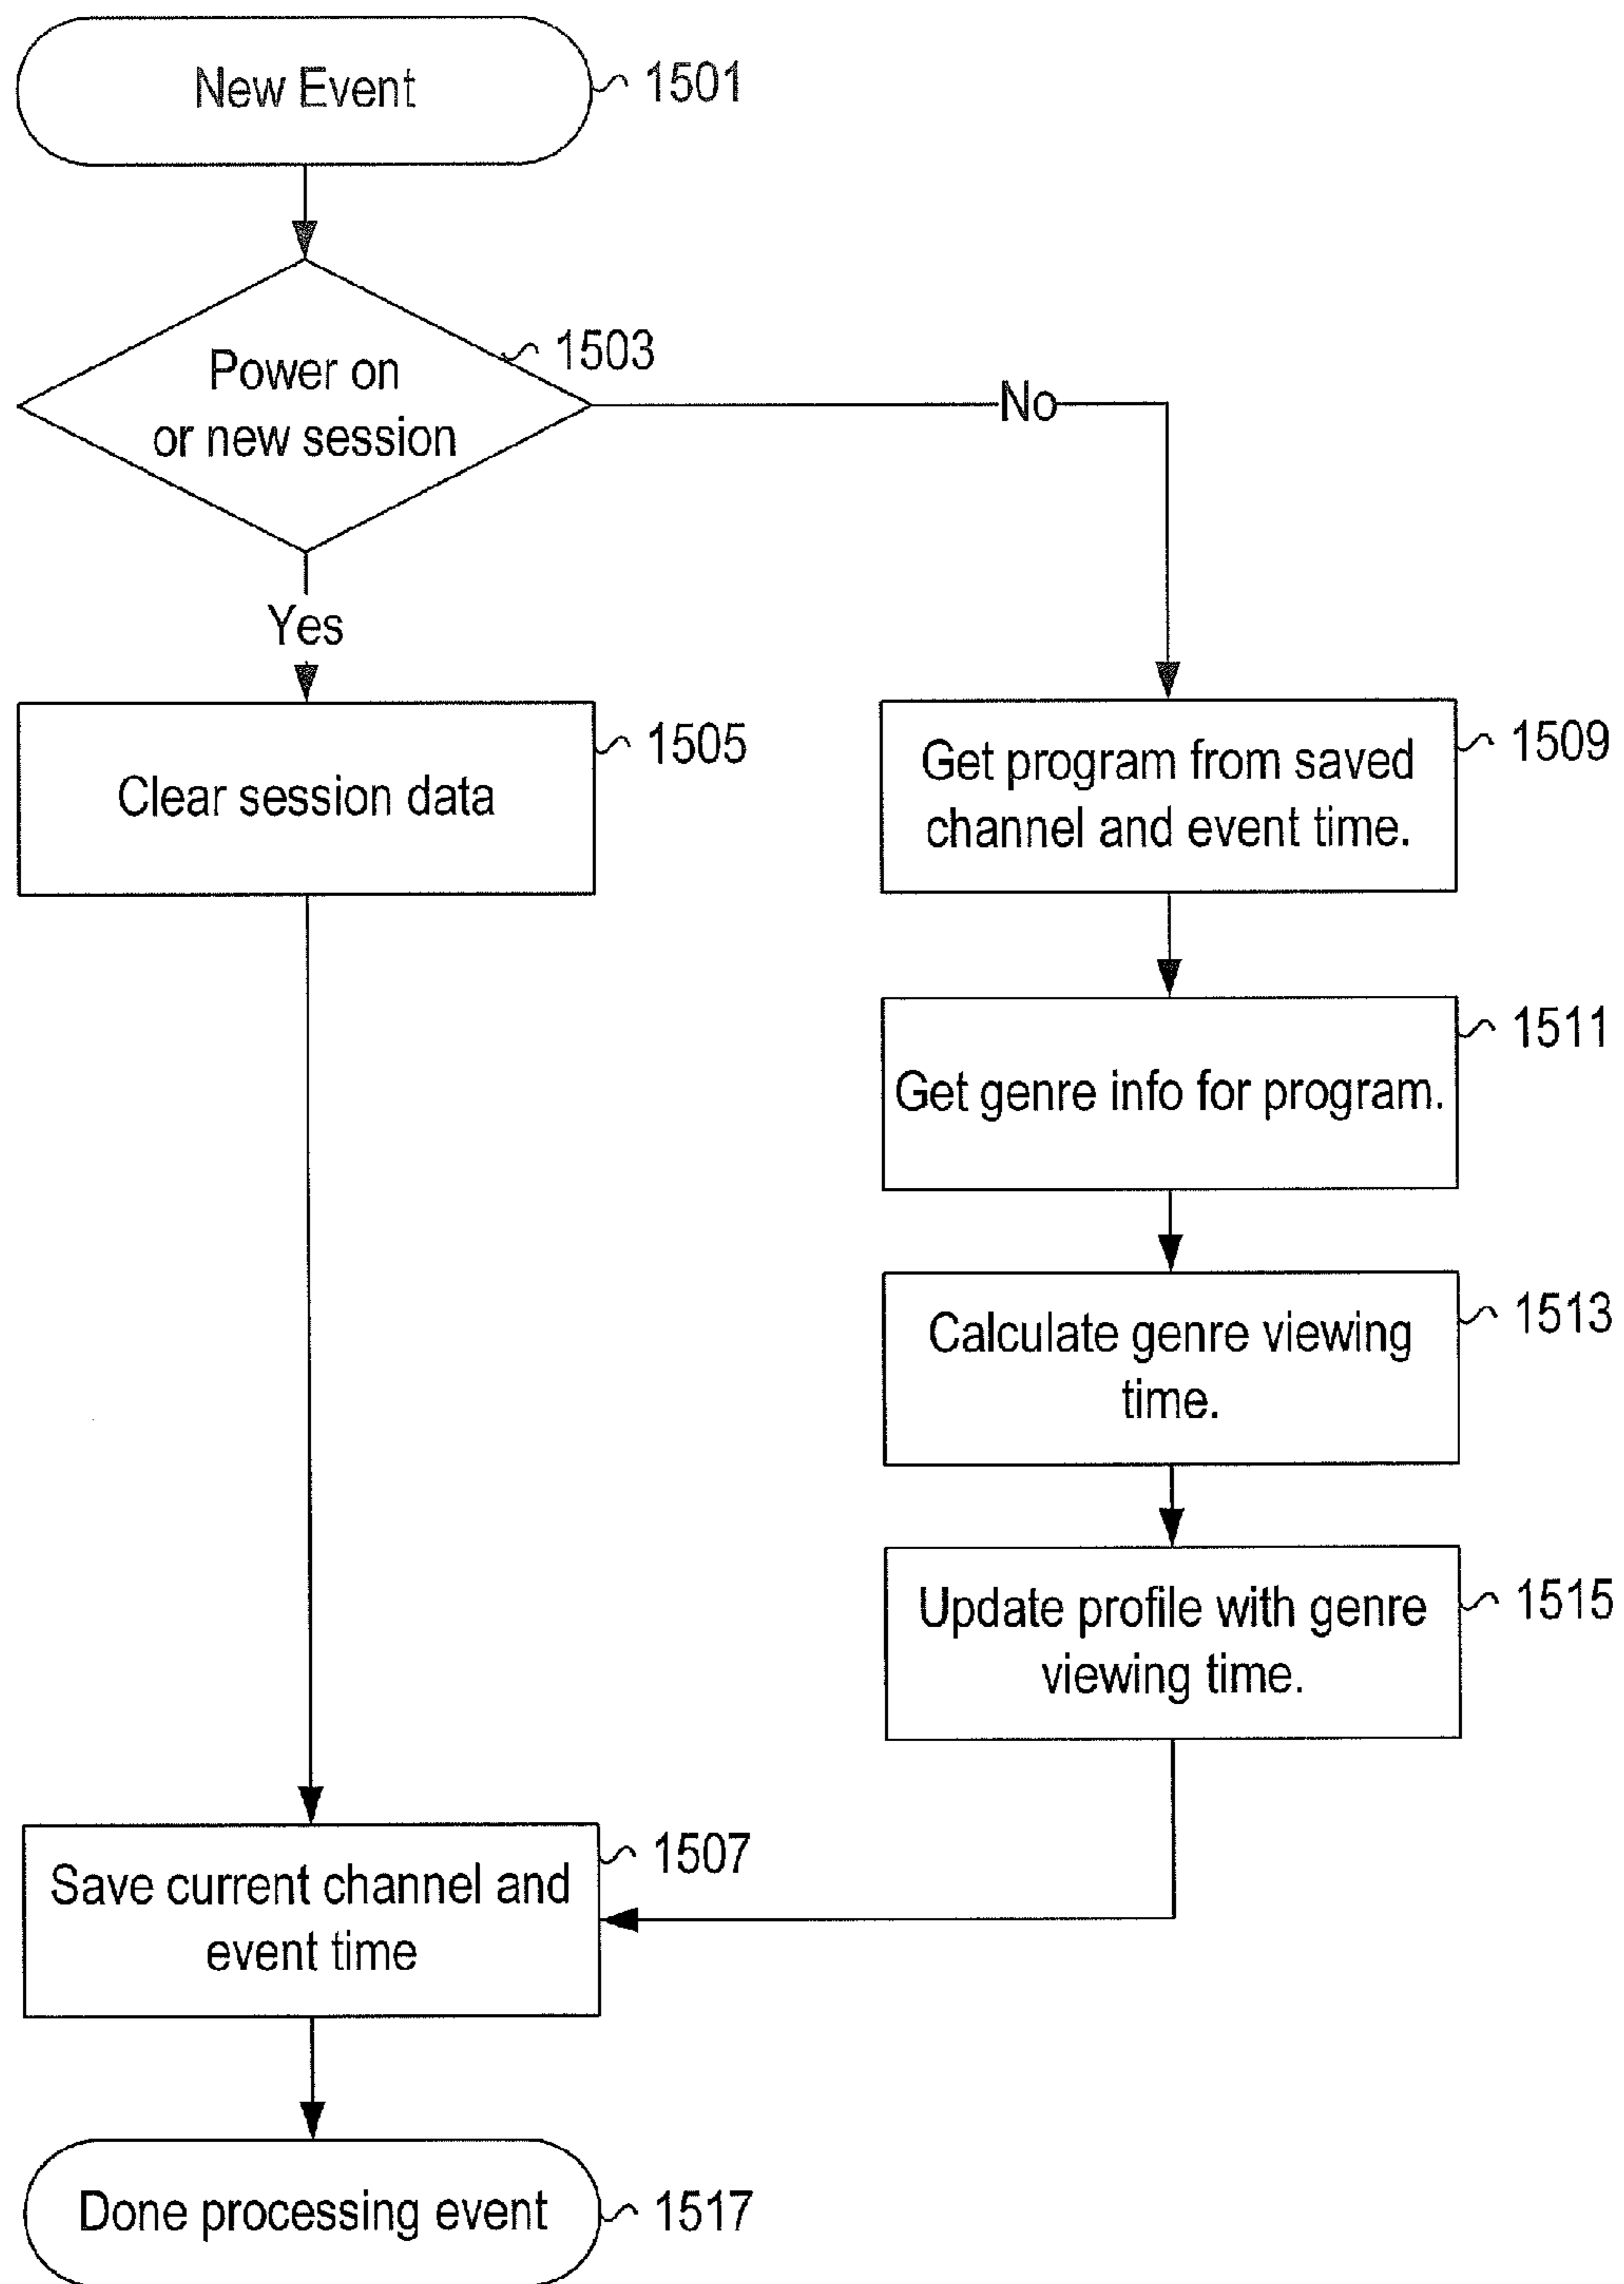 New Event
1501
Power on
or new session
1503
No
Yes
Clear session data
1505
Get program from saved
channel and event time.
1509
Get genre info for program.
1511
Calculate genre viewing
time.
1513
Update profile with genre
viewing time.
1515
Save current channel and
event time
1507
Done processing event
1517